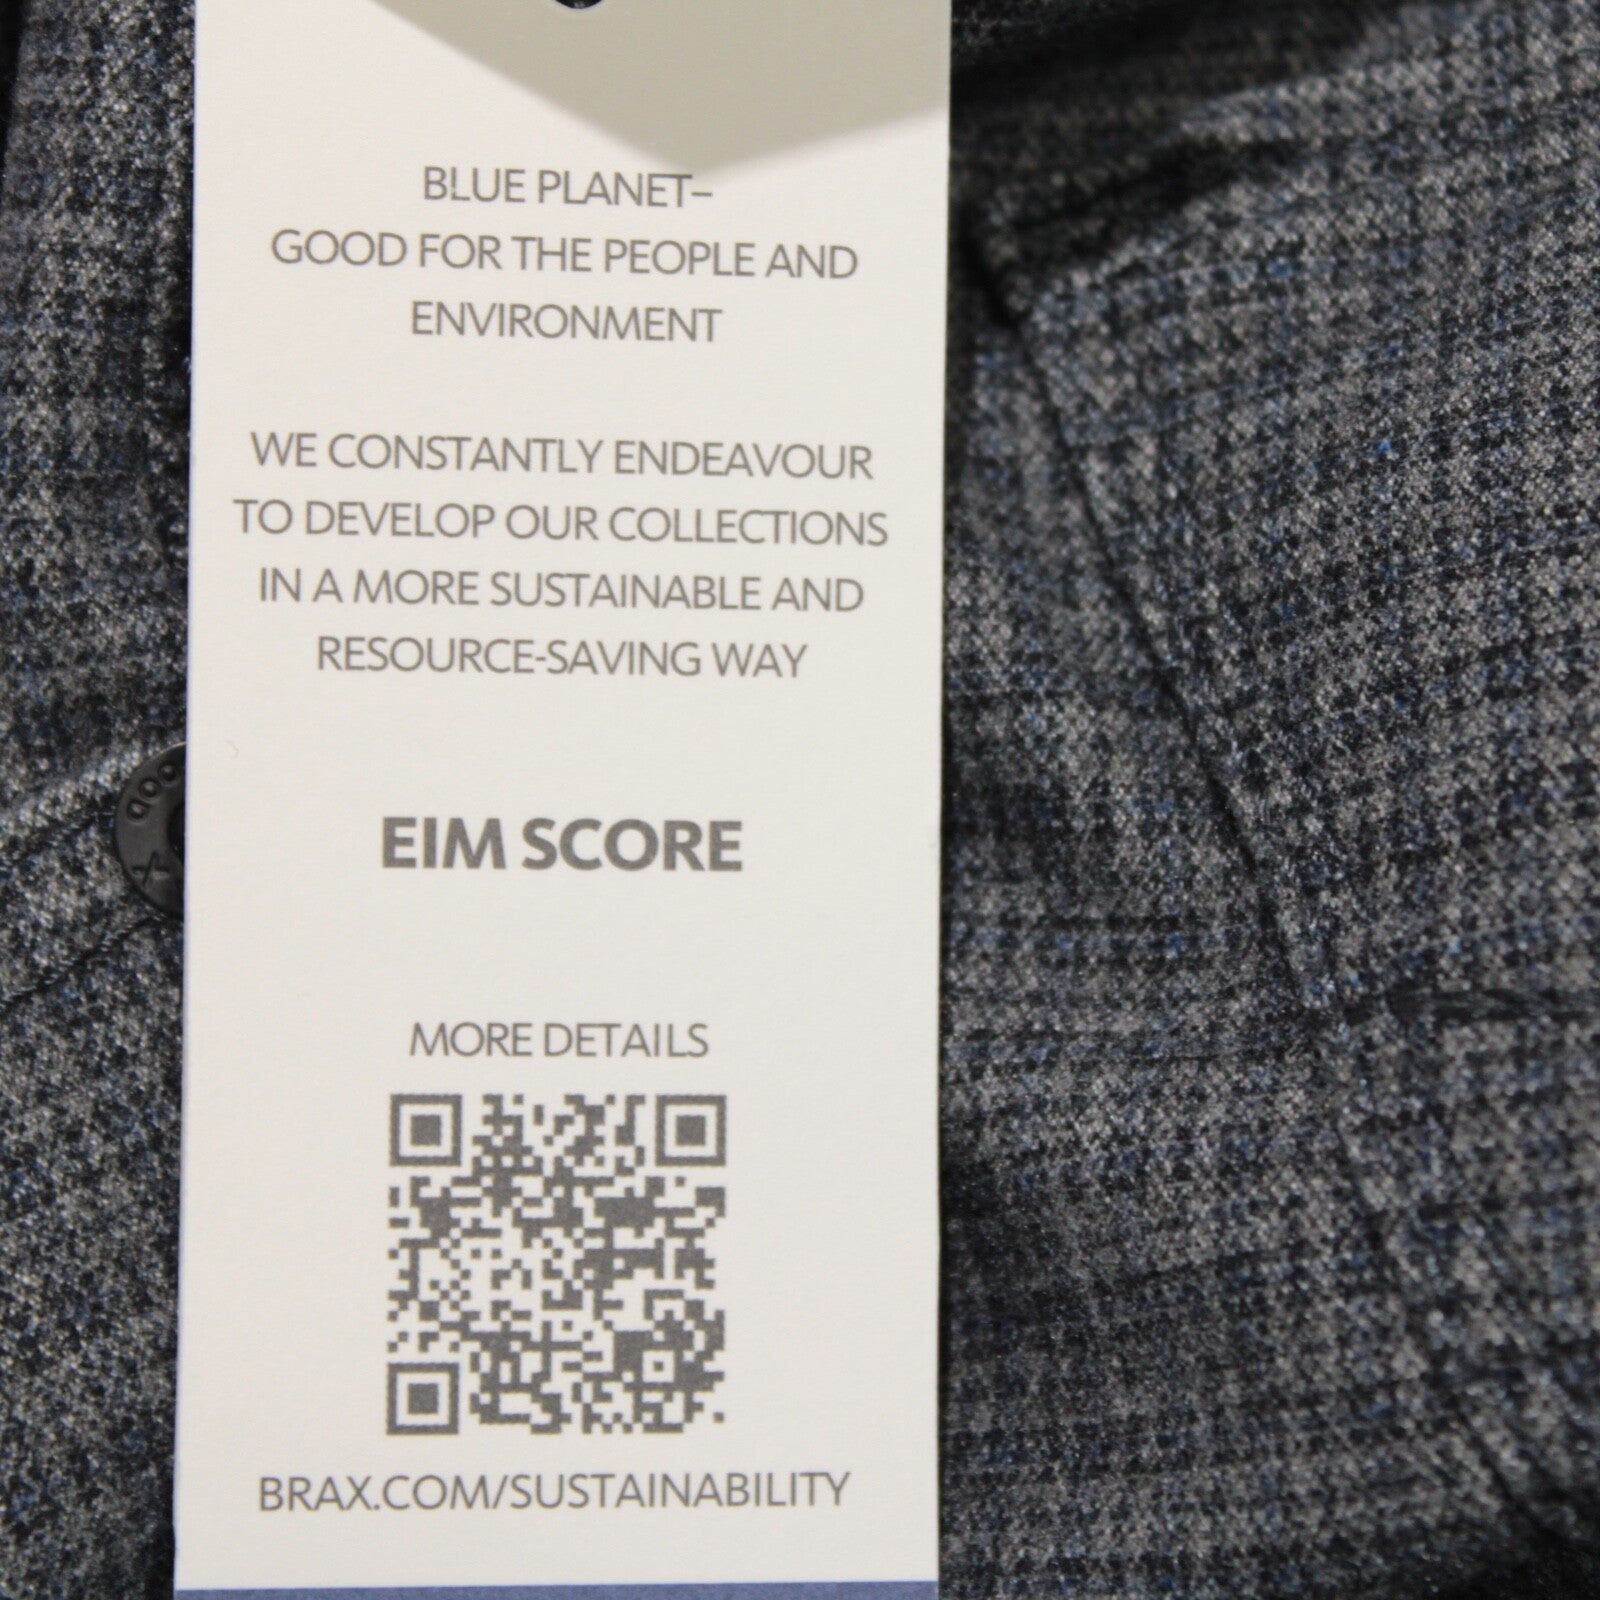 BLUE PLANET–
GOOD FOR THE PEOPLE AND
ENVIRONMENT
WE CONSTANTLY ENDEAVOUR
TO DEVELOP OUR COLLECTIONS
IN A MORE SUSTAINABLE AND
RESOURCE-SAVING WAY
EIM SCORE
MORE DETAILS
BRAX.COM/SUSTAINABILITY